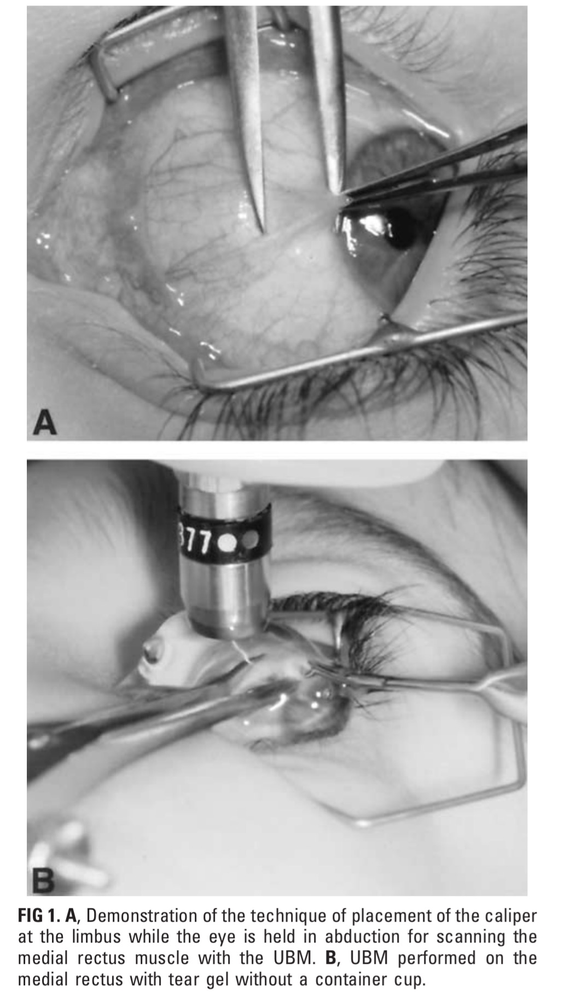 A
377
B
FIG 1. A, Demonstration of the technique of placement of the caliper
at the limbus while the eye is held in abduction for scanning the
medial rectus muscle with the UBM. B, UBM performed on the
medial rectus with tear gel without a container cup.